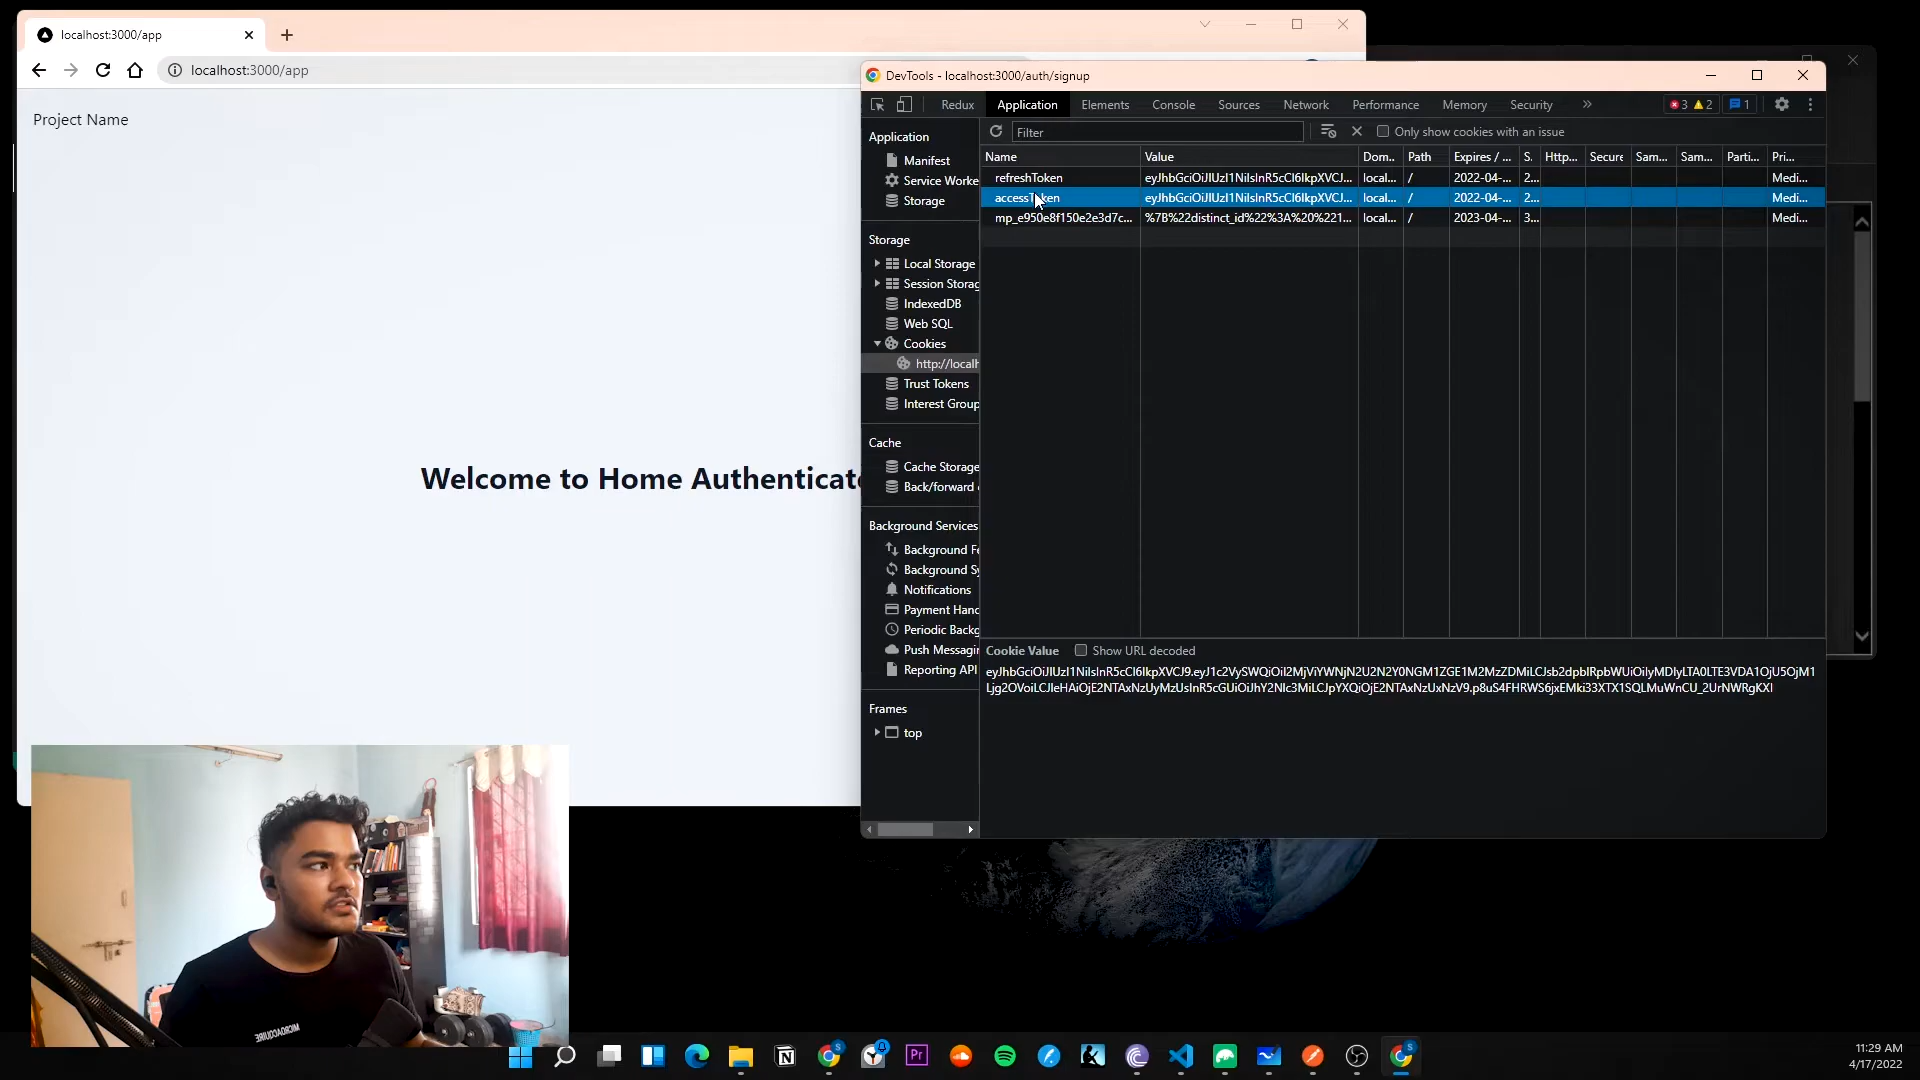 localhost:3000/app
localhost:3000/app
Project Name
Welcome to Home Authenticate
DevTools - localhost:3000/auth/signup
Redux Application Elements Console Sources Network Performance Memory Security » 3 2 1
Application
Manifest
Service Worke
Storage
Storage
Local Storage
Session Storag
IndexedDB
Web SQL
Cookies
http://localh
Trust Tokens
Interest Group
Cache
Cache Storage
Back/forward
Background Services
Background Fe
Background Sy
Notifications
Payment Hand
Periodic Backg
Push Messagin
Reporting API
Frames
top
Filter Only show cookies with an issue
Name Value Dom... Path Expires / ... S. Http... Secure Sam... Sam... Parti... Pri...
refreshToken eyJhbGciOiJIUzI1NiIsInR5cCI6IkpXVCJ... local... / 2022-04-... 2... Medi...
accessToken eyJhbGciOiJIUzI1NiIsInR5cCI6IkpXVCJ... local... / 2022-04-... 2... Medi...
mp_e950e8f150e2e3d7c... %7B%22distinct_id%22%3A%20%221... local... / 2023-04-... 3... Medi...
Cookie Value Show URL decoded
11:29 AM
4/17/2022